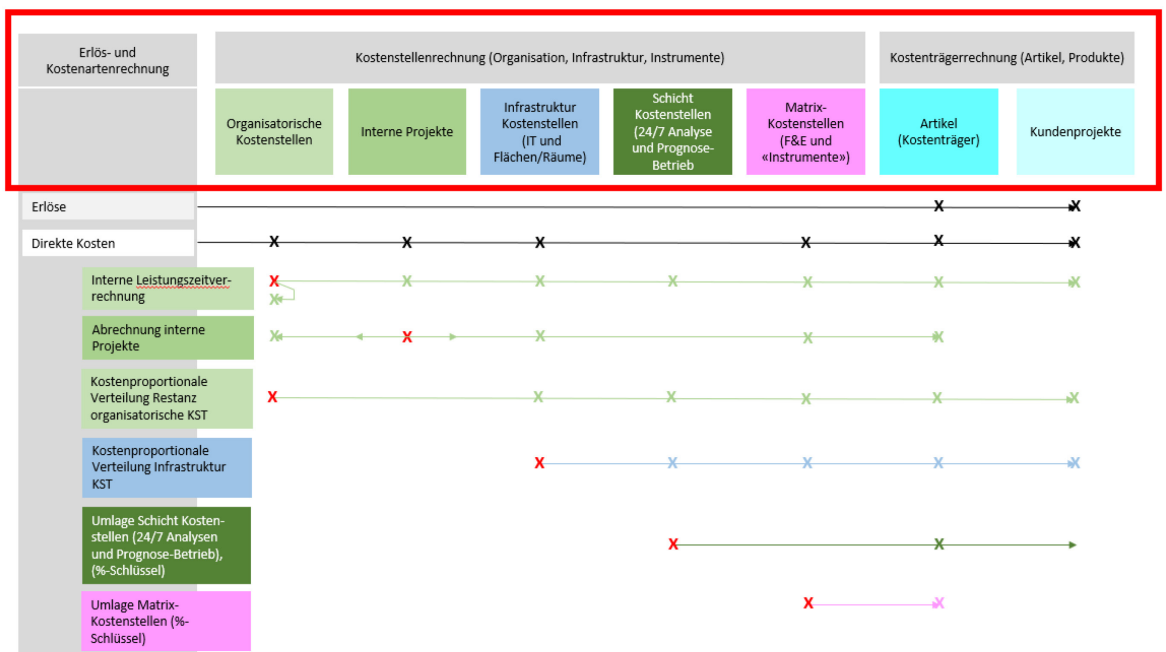 Erlös- und
Kostenartenrechnung
Kostenstellenrechnung (Organisation, Infrastruktur, Instrumente)
Kostenträgerrechnung (Artikel, Produkte)
Organisatorische
Kostenstellen
Interne Projekte
Infrastruktur
Kostenstellen
(IT und
Flächen/Räume)
Schicht
Kostenstellen
(24/7 Analyse
und Prognose-
Betrieb
Matrix-
Kostenstellen
(F&E und
«Instrumente»)
Artikel
(Kostenträger)
Kundenprojekte
Erlöse
X X
Direkte Kosten
X X X X X X
Interne Leistungszeitver-
rechnung
X X X X X X X
X
Abrechnung interne
Projekte
X X X X X
Kostenproportionale
Verteilung Restanz
organisatorische KST
X X X X X X
Kostenproportionale
Verteilung Infrastruktur
KST
X X X X X
Umlage Schicht Kosten-
stellen (24/7 Analysen
und Prognose-Betrieb),
(%-Schlüssel)
X X
Umlage Matrix-
Kostenstellen (%-
Schlüssel)
X X